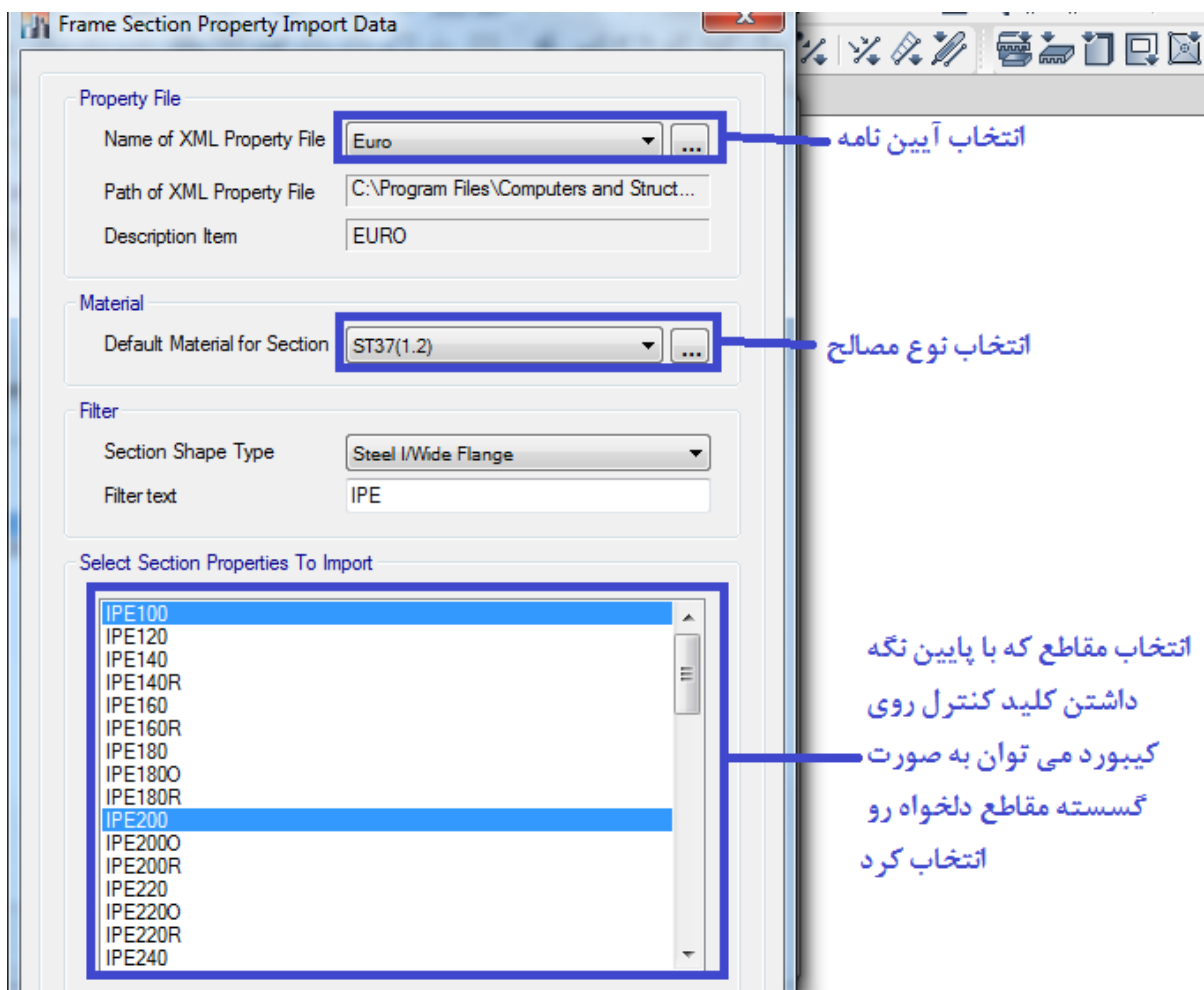 Frame Section Property Import Data
Property File
Name of XML Property File
Euro
...
انتخاب آیین نامه
Path of XML Property File
C:\Program Files\Computers and Struct...
Description Item
EURO
Material
Default Material for Section
ST37(1.2)
...
انتخاب نوع مصالح
Filter
Section Shape Type
Steel I/Wide Flange
Filter text
IPE
Select Section Properties To Import
IPE100
IPE120
IPE140
IPE140R
IPE160
IPE160R
IPE180
IPE180O
IPE180R
IPE200
IPE200O
IPE200R
IPE220
IPE220O
IPE220R
IPE240
انتخاب مقاطع که با پایین نگه
داشتن کلید کنترل روی
کیبورد می توان به صورت
گسسته مقاطع دلخواه رو
انتخاب کرد